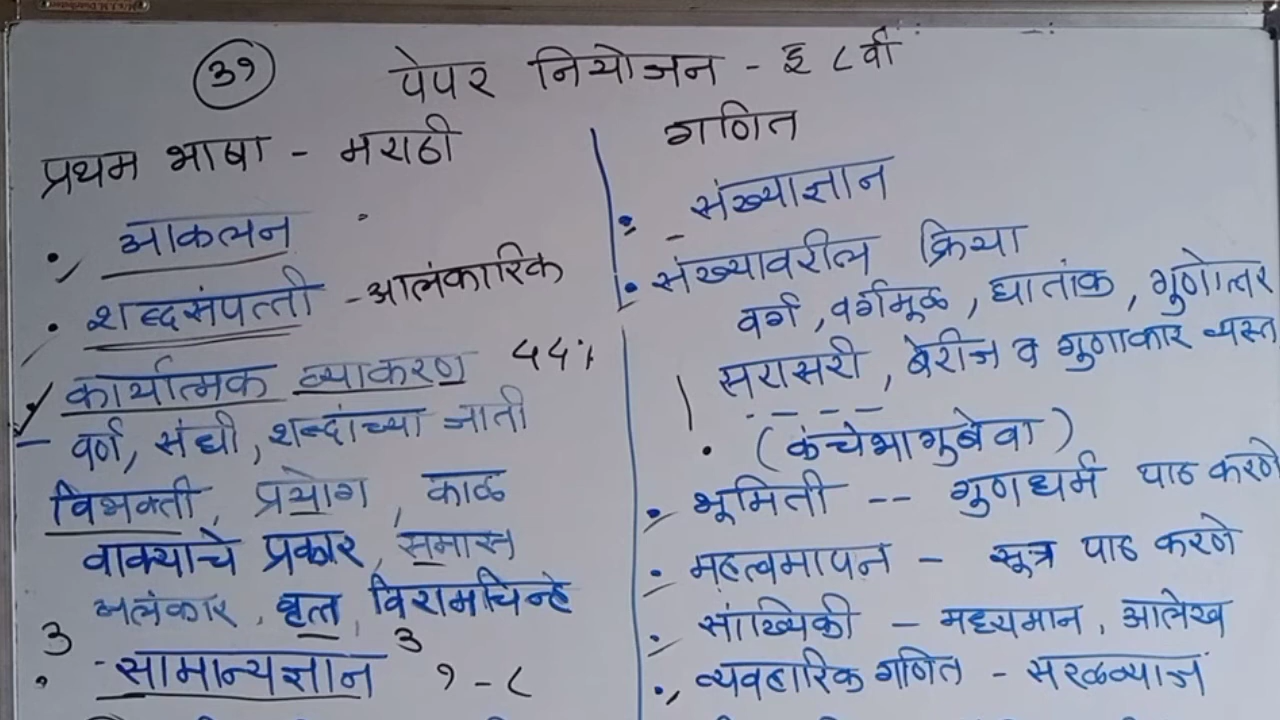 ३१ पेपर नियोजन - इ ८वी
प्रथम भाषा - मराठी
• आकलन
• शब्दसंपत्ती - आलंकारिक
• कार्यात्मक व्याकरण ५५%
- वर्ण, संधी, शब्दांच्या जाती
विभक्ती, प्रयोग, काळ
वाक्याचे प्रकार, समास
अलंकार, वृत्त, विरामचिन्हे
3 3
• - सामान्यज्ञान १ - ८
गणित
• - संख्याज्ञान
• संख्यावरील क्रिया
वर्ग, वर्गमूळ, घातांक, गुणोत्तर
सरासरी, बेरीज व गुणाकार व्यस्त
• (कंचेभागुबेवा)
• भूमिती -- गुणधर्म पाठ करणे
• महत्वमापन - सूत्र पाठ करणे
• सांख्यिकी - मध्यमान, आलेख
• व्यवहारिक गणित - सरळव्याज